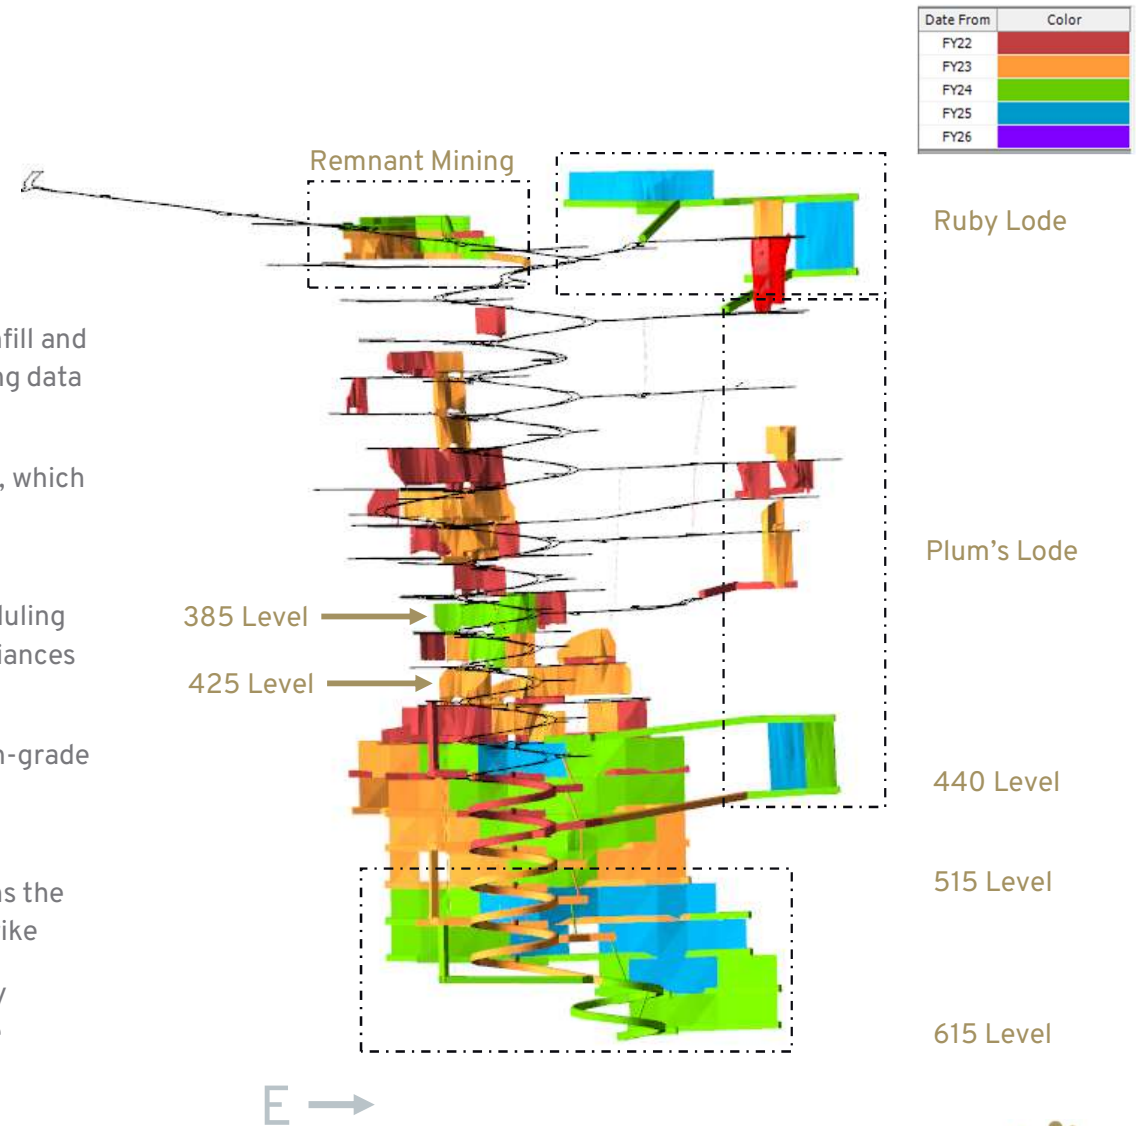 Date From Color
FY22
FY23
FY24
FY25
FY26
Remnant Mining
Ruby Lode
fill and
ng data
, which
Plum's Lode
385 Level
duling
iances
425 Level
n-grade
440 Level
515 Level
as the
ike
615 Level
E